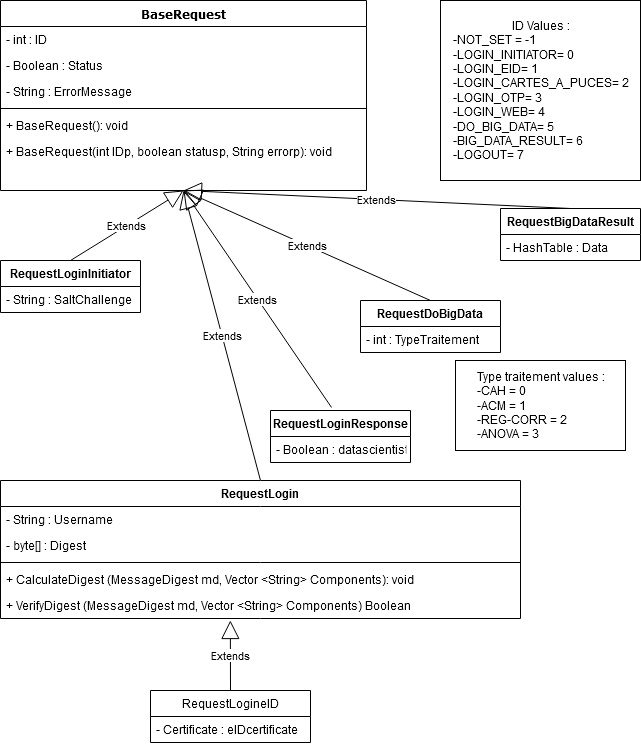 BaseRequest
- int : ID
- Boolean : Status
- String : ErrorMessage
+ BaseRequest(): void
+ BaseRequest(int IDp, boolean statusp, String errorp): void
ID Values :
-NOT_SET = -1
-LOGIN_INITIATOR= 0
-LOGIN_EID= 1
-LOGIN_CARTES_A_PUCES= 2
-LOGIN_OTP= 3
-LOGIN_WEB= 4
-DO_BIG_DATA= 5
-BIG_DATA_RESULT= 6
-LOGOUT= 7
Extends
RequestBigDataResult
- HashTable : Data
Extends
Extends
RequestLoginInitiator
- String : SaltChallenge
Extends
RequestDoBigData
- int : TypeTraitement
Extends
Type traitement values :
-CAH = 0
-ACM = 1
-REG-CORR = 2
-ANOVA = 3
RequestLoginResponse
- Boolean : datascientist
RequestLogin
- String : Username
- byte[] : Digest
+ CalculateDigest (MessageDigest md, Vector <String> Components): void
+ VerifyDigest (MessageDigest md, Vector <String> Components) Boolean
Extends
RequestLogineID
- Certificate : eIDcertificate